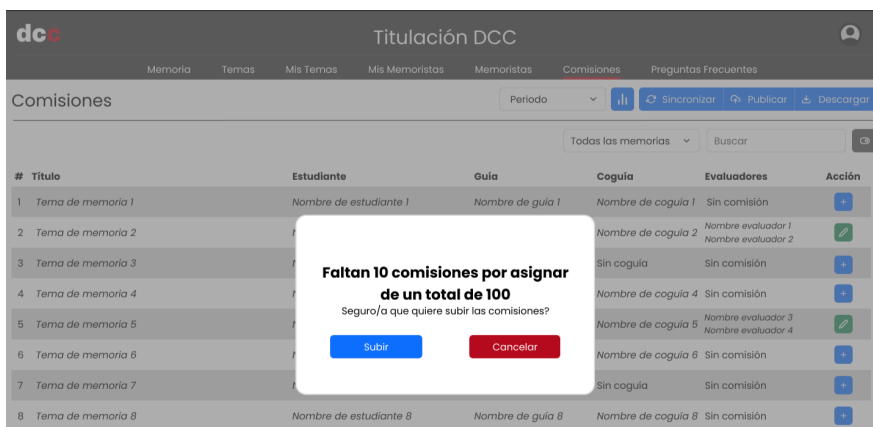 dcc
Titulación DCC
Memoria Temas Mis Temas Mis Memoristas Memoristas Comisiones Preguntas Frecuentes
Comisiones
Periodo
Sincronizar Publicar Descargar
Todas las memorias Buscar
# Título Estudiante Guía Coguía Evaluadores Acción
1 Tema de memoria 1 Nombre de estudiante 1 Nombre de guía 1 Nombre de coguía 1 Sin comisión +
2 Tema de memoria 2 Nombre de coguía 2 Nombre evaluador 1
Nombre evaluador 2
3 Tema de memoria 3 Sin coguía Sin comisión +
4 Tema de memoria 4 Nombre de coguía 4 Sin comisión +
5 Tema de memoria 5 Nombre de coguía 5 Nombre evaluador 3
Nombre evaluador 4
6 Tema de memoria 6 Nombre de coguía 6 Sin comisión +
7 Tema de memoria 7 Sin coguía Sin comisión +
8 Tema de memoria 8 Nombre de estudiante 8 Nombre de guía 8 Nombre de coguía 8 Sin comisión +
Faltan 10 comisiones por asignar
de un total de 100
Seguro/a que quiere subir las comisiones?
Subir Cancelar